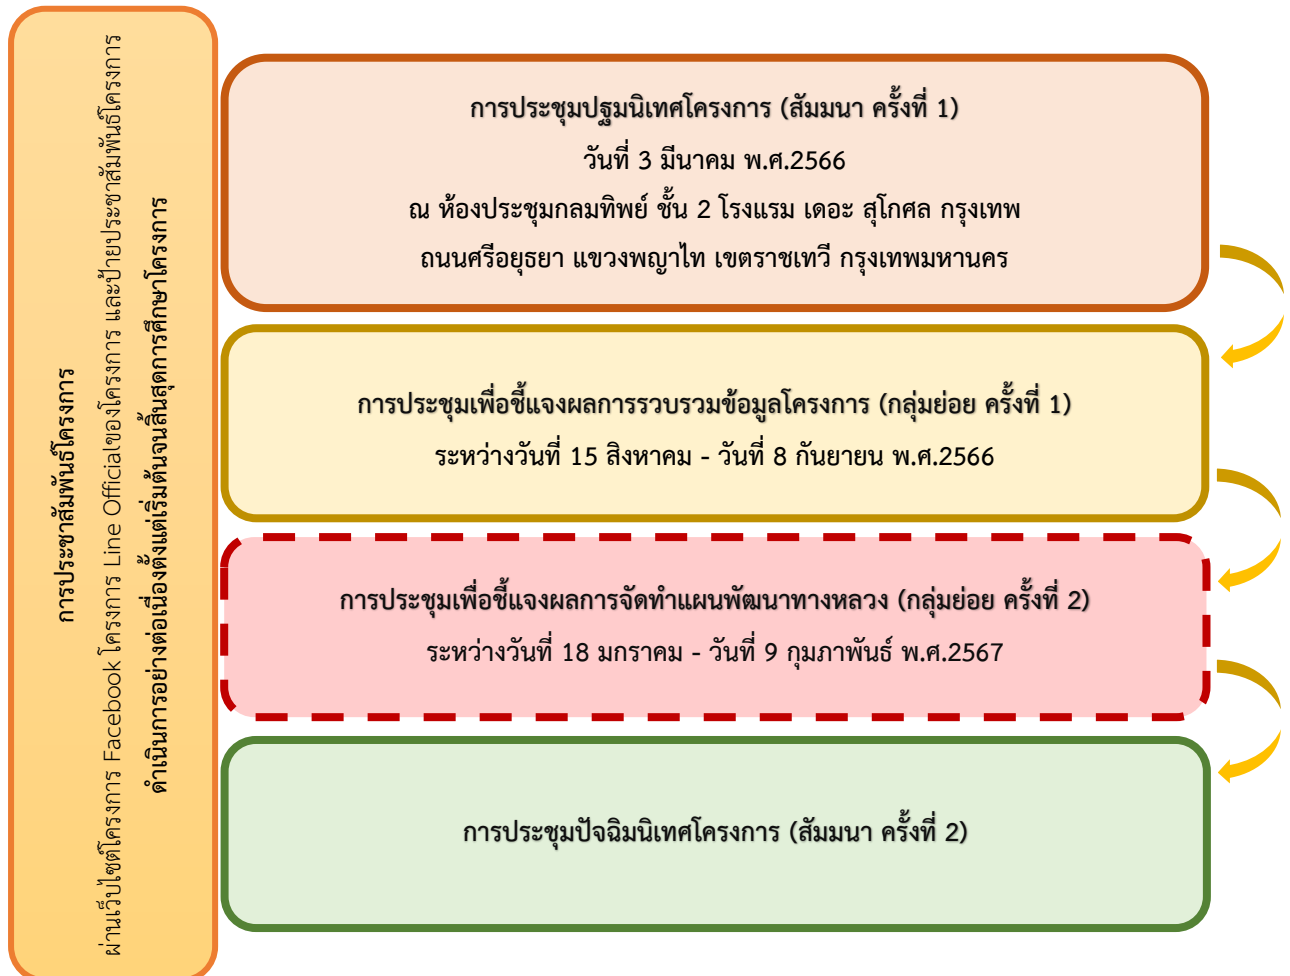 การประชาสัมพันธ์โครงการ
ผ่านเว็บไซต์โครงการ Facebook โครงการ Line Officialของโครงการ และป้ายประชาสัมพันธ์โครงการ
ดำเนินการอย่างต่อเนื่องตั้งแต่เริ่มต้นจนสิ้นสุดการศึกษาโครงการ
การประชุมปฐมนิเทศโครงการ (สัมมนา ครั้งที่ 1)
วันที่ 3 มีนาคม พ.ศ.2566
ณ ห้องประชุมกลมทิพย์ ชั้น 2 โรงแรม เดอะ สุโกศล กรุงเทพ
ถนนศรีอยุธยา แขวงพญาไท เขตราชเทวี กรุงเทพมหานคร
การประชุมเพื่อชี้แจงผลการรวบรวมข้อมูลโครงการ (กลุ่มย่อย ครั้งที่ 1)
ระหว่างวันที่ 15 สิงหาคม - วันที่ 8 กันยายน พ.ศ.2566
การประชุมเพื่อชี้แจงผลการจัดทำแผนพัฒนาทางหลวง (กลุ่มย่อย ครั้งที่ 2)
ระหว่างวันที่ 18 มกราคม - วันที่ 9 กุมภาพันธ์ พ.ศ.2567
การประชุมปัจฉิมนิเทศโครงการ (สัมมนา ครั้งที่ 2)